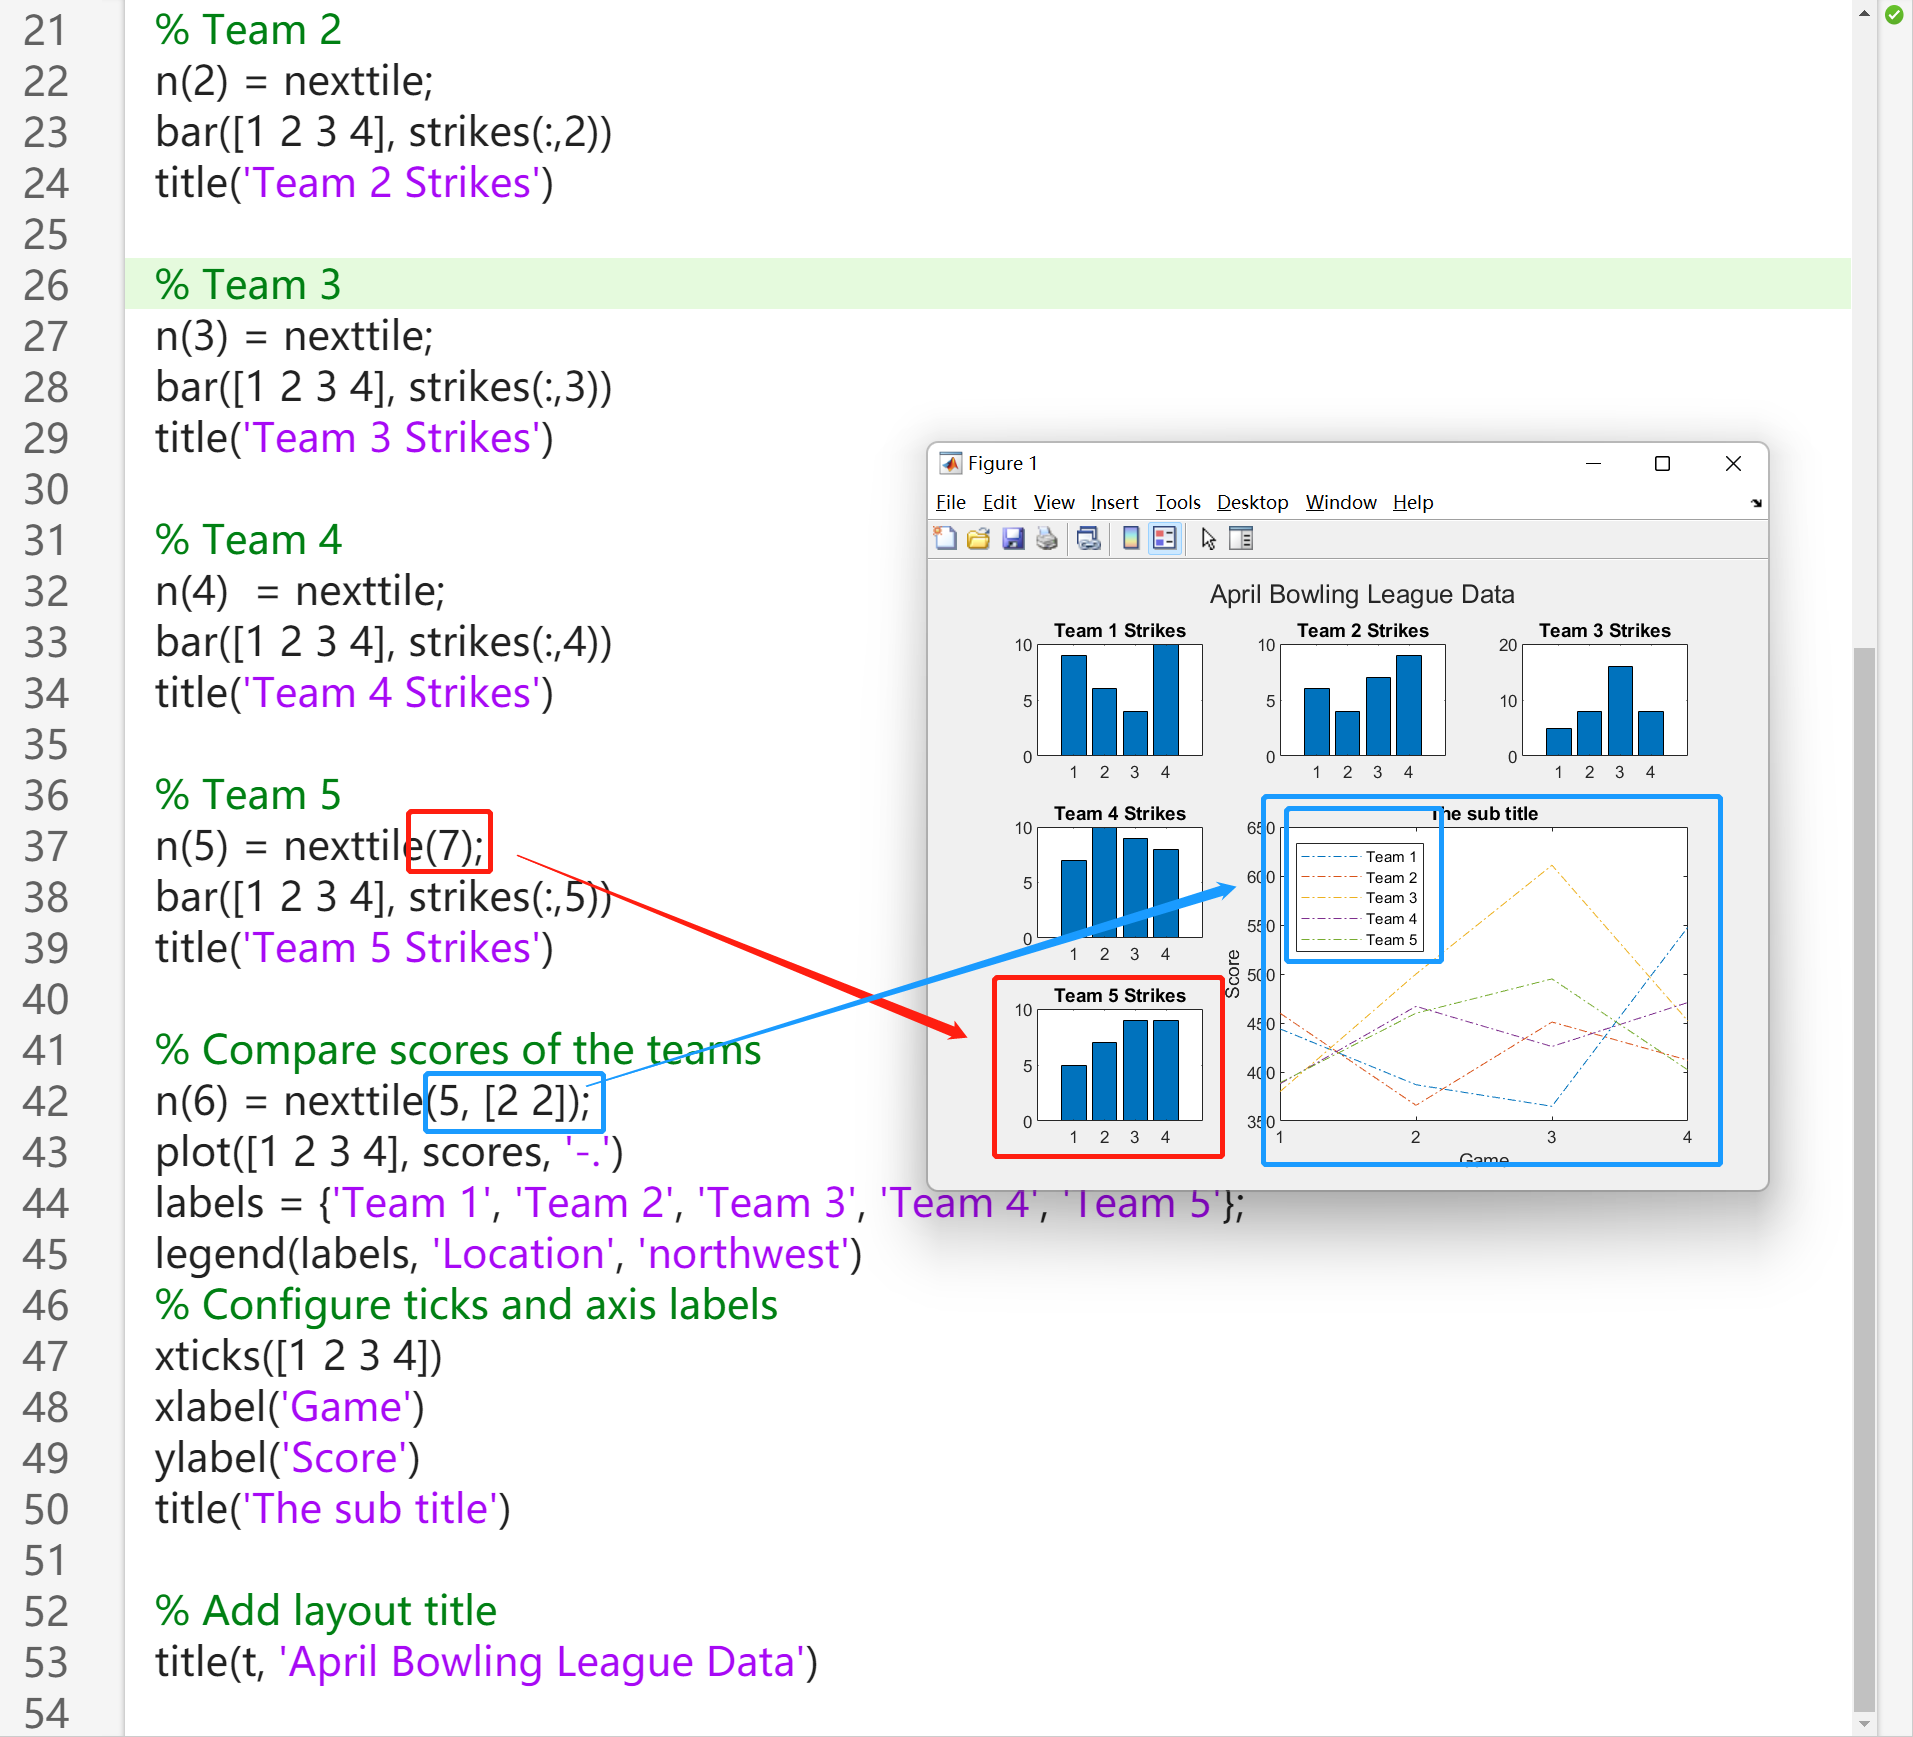 21 % Team 2
22 n(2) = nexttile;
23 bar([1 2 3 4], strikes(:,2))
24 title('Team 2 Strikes')
25
26 % Team 3
27 n(3) = nexttile;
28 bar([1 2 3 4], strikes(:,3))
29 title('Team 3 Strikes')
30
31 % Team 4
32 n(4)  = nexttile;
33 bar([1 2 3 4], strikes(:,4))
34 title('Team 4 Strikes')
35
36 % Team 5
37 n(5) = nexttile(7);
38 bar([1 2 3 4], strikes(:,5))
39 title('Team 5 Strikes')
40
41 % Compare scores of the teams
42 n(6) = nexttile(5, [2 2]);
43 plot([1 2 3 4], scores, '-.')
44 labels = {'Team 1', 'Team 2', 'Team 3', 'Team 4', 'Team 5'};
45 legend(labels, 'Location', 'northwest')
46 % Configure ticks and axis labels
47 xticks([1 2 3 4])
48 xlabel('Game')
49 ylabel('Score')
50 title('The sub title')
51
52 % Add layout title
53 title(t, 'April Bowling League Data')
54
Figure 1
File Edit View Insert Tools Desktop Window Help
April Bowling League Data
Team 1 Strikes
10
5
0
1 2 3 4
Team 2 Strikes
10
5
0
1 2 3 4
Team 3 Strikes
20
10
0
1 2 3 4
Team 4 Strikes
10
5
0
1 2 3 4
Team 5 Strikes
10
5
0
1 2 3 4
The sub title
650
600
550
500
450
400
350
Score
Team 1
Team 2
Team 3
Team 4
Team 5
1 2 3 4
Game